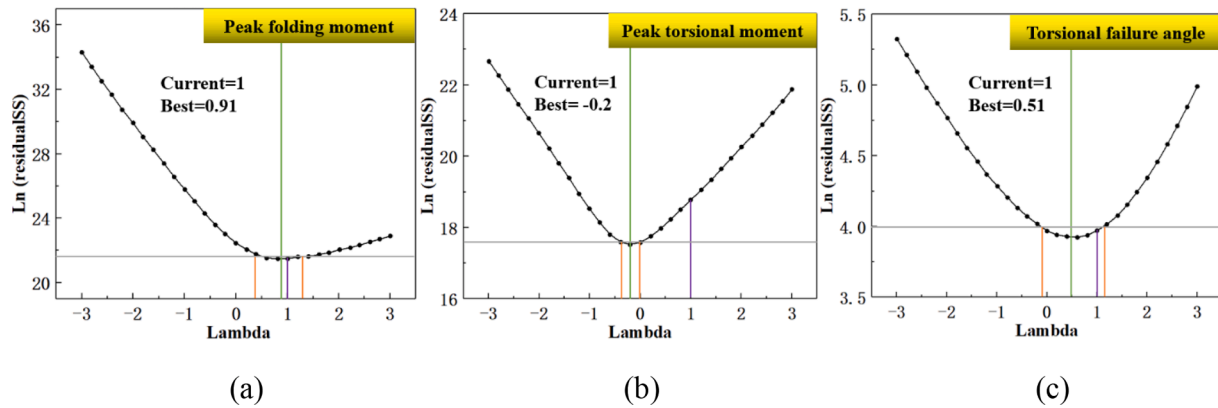 Peak folding moment
Current=1
Best=0.91
Ln (residualSS)
36
32
28
24
20
-3
-2
-1
0
1
2
3
Lambda
(a)
Peak torsional moment
Current=1
Best= -0.2
Ln (residualSS)
24
22
20
18
16
-3
-2
-1
0
1
2
3
Lambda
(b)
Torsional failure angle
Current=1
Best=0.51
Ln (residualSS)
5.5
5.0
4.5
4.0
3.5
-3
-2
-1
0
1
2
3
Lambda
(c)